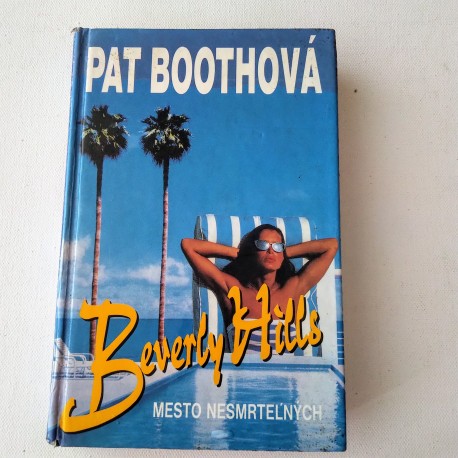 PAT BOOTHOVÁ
Beverly Hills
MESTO NESMRTEĽNÝCH